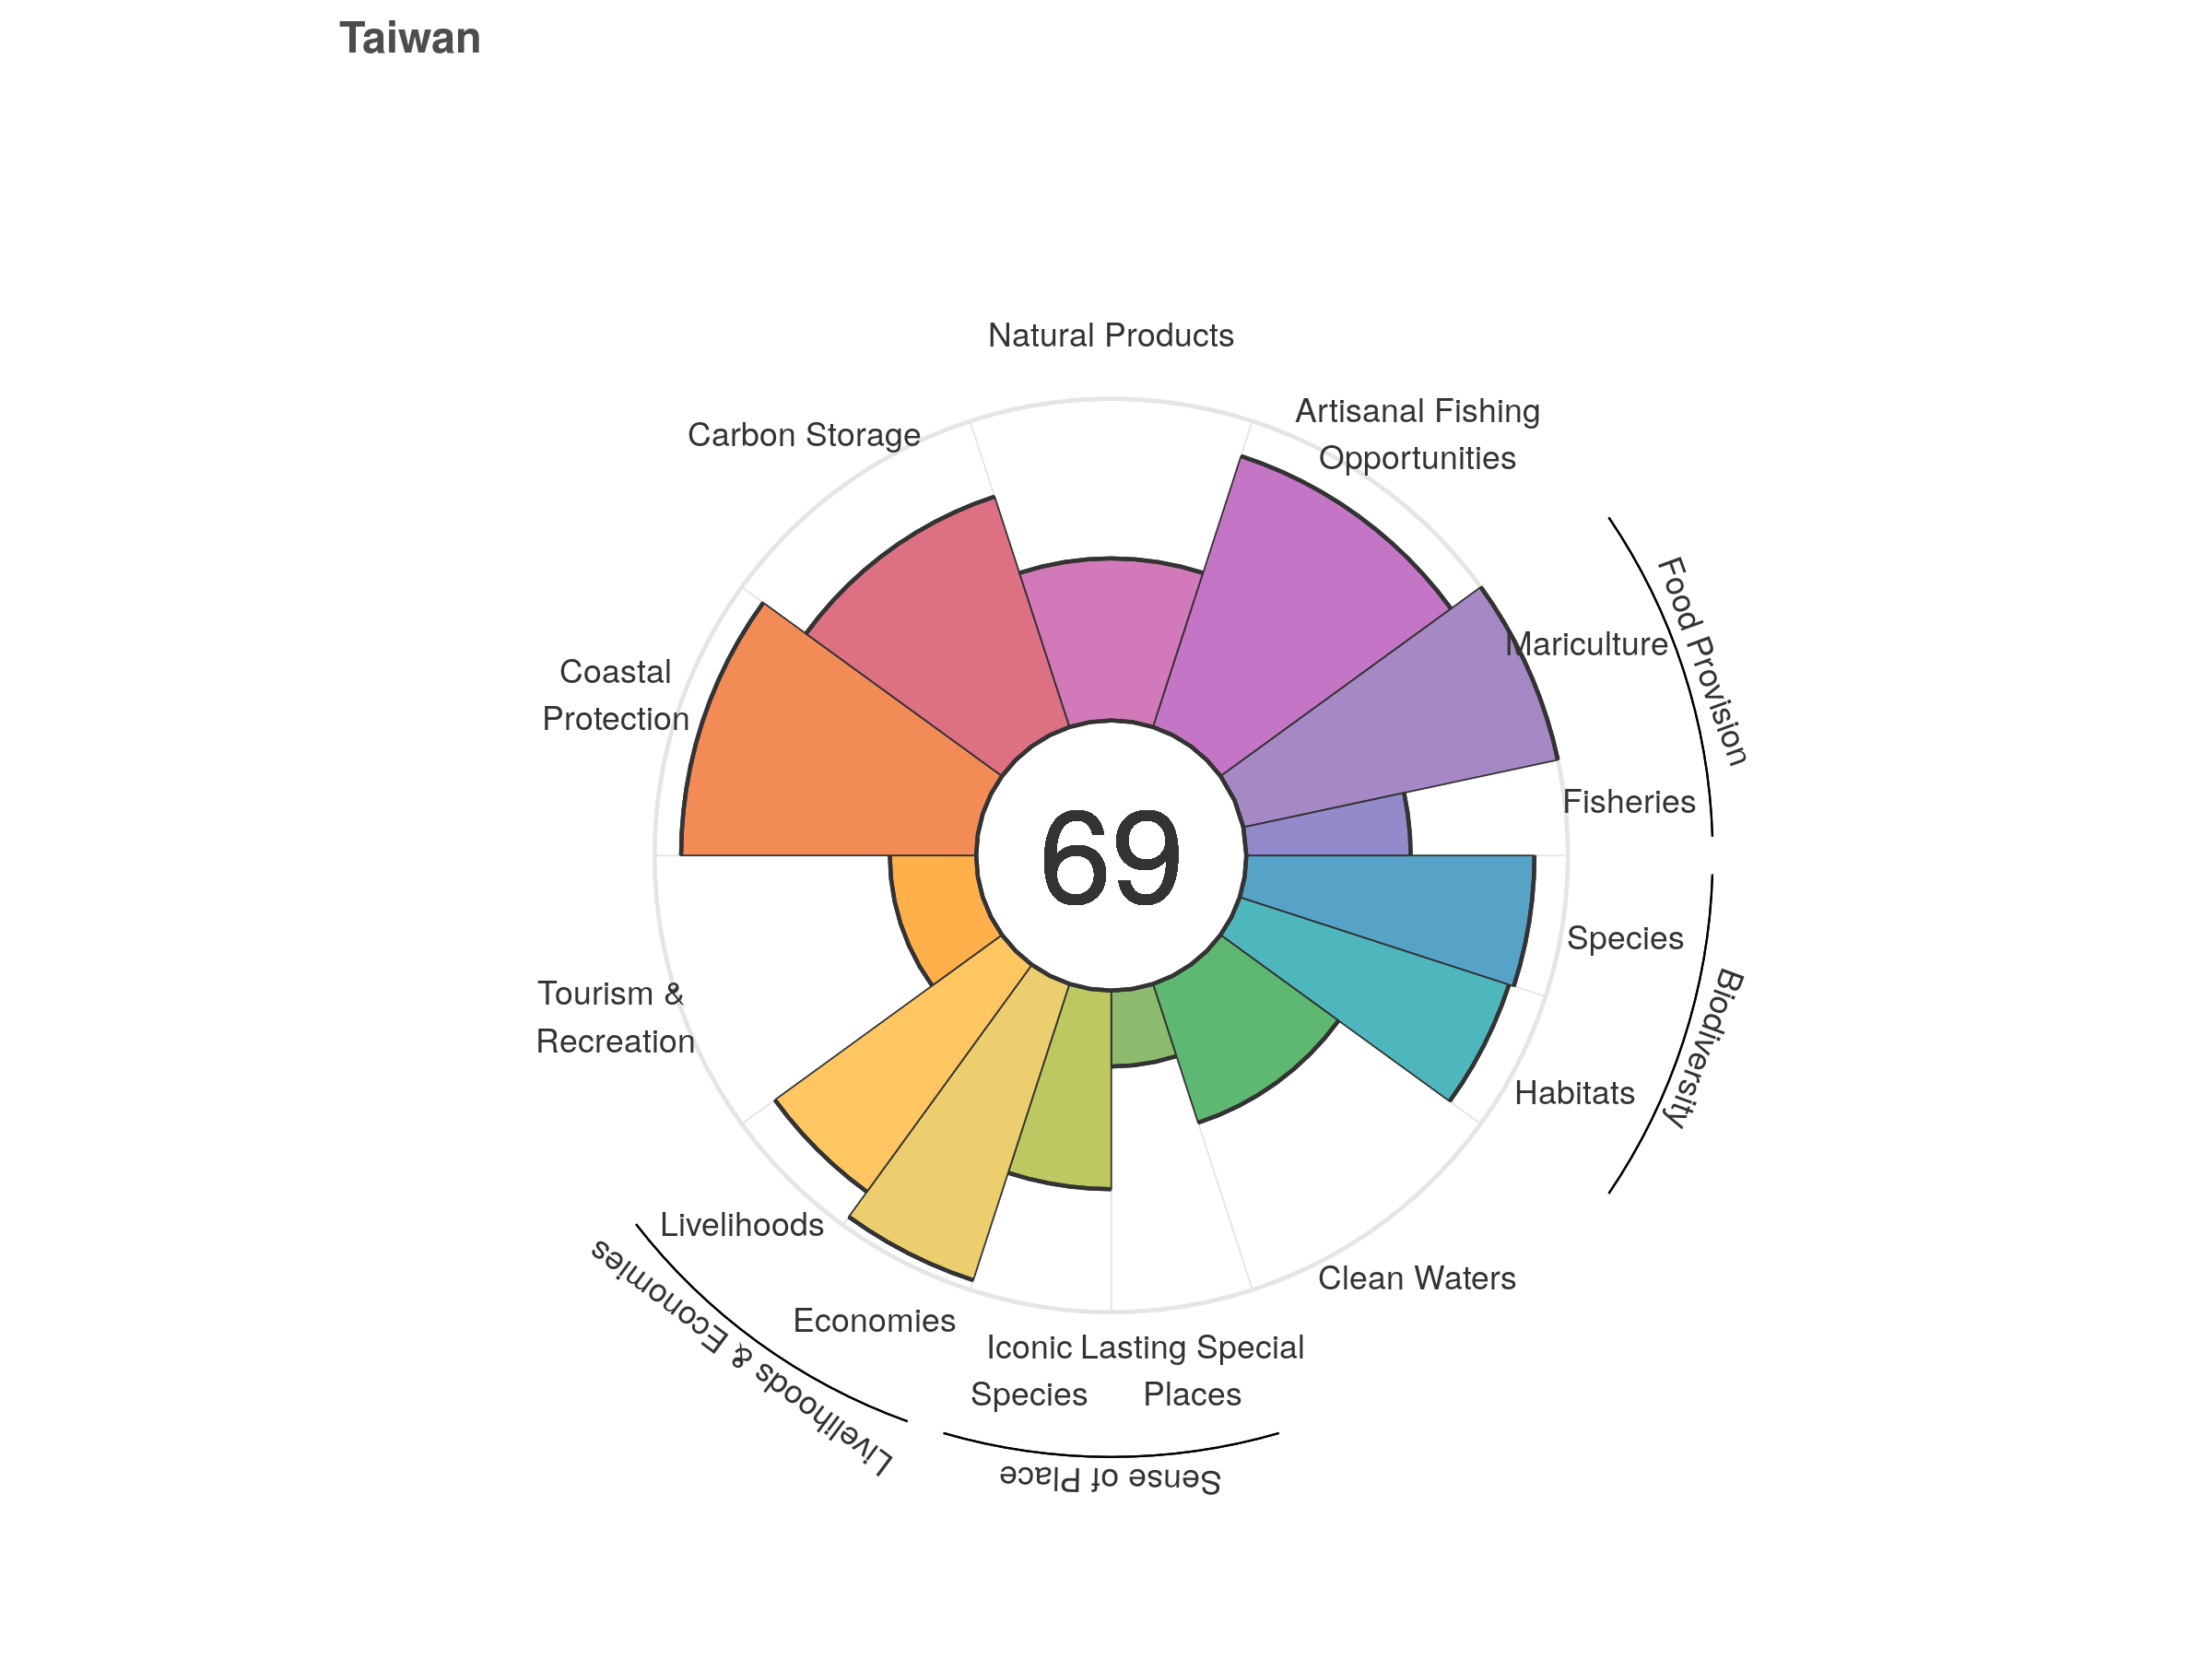 Taiwan
Natural Products
Artisanal Fishing
Opportunities
Carbon Storage
Food Provision
Mariculture
Coastal
Protection
Fisheries
69
Species
Biodiversity
Tourism &
Recreation
Habitats
Livelihoods
Clean Waters
Livelihoods & Economies
Economies
Iconic
Species
Lasting Special
Places
Sense of Place